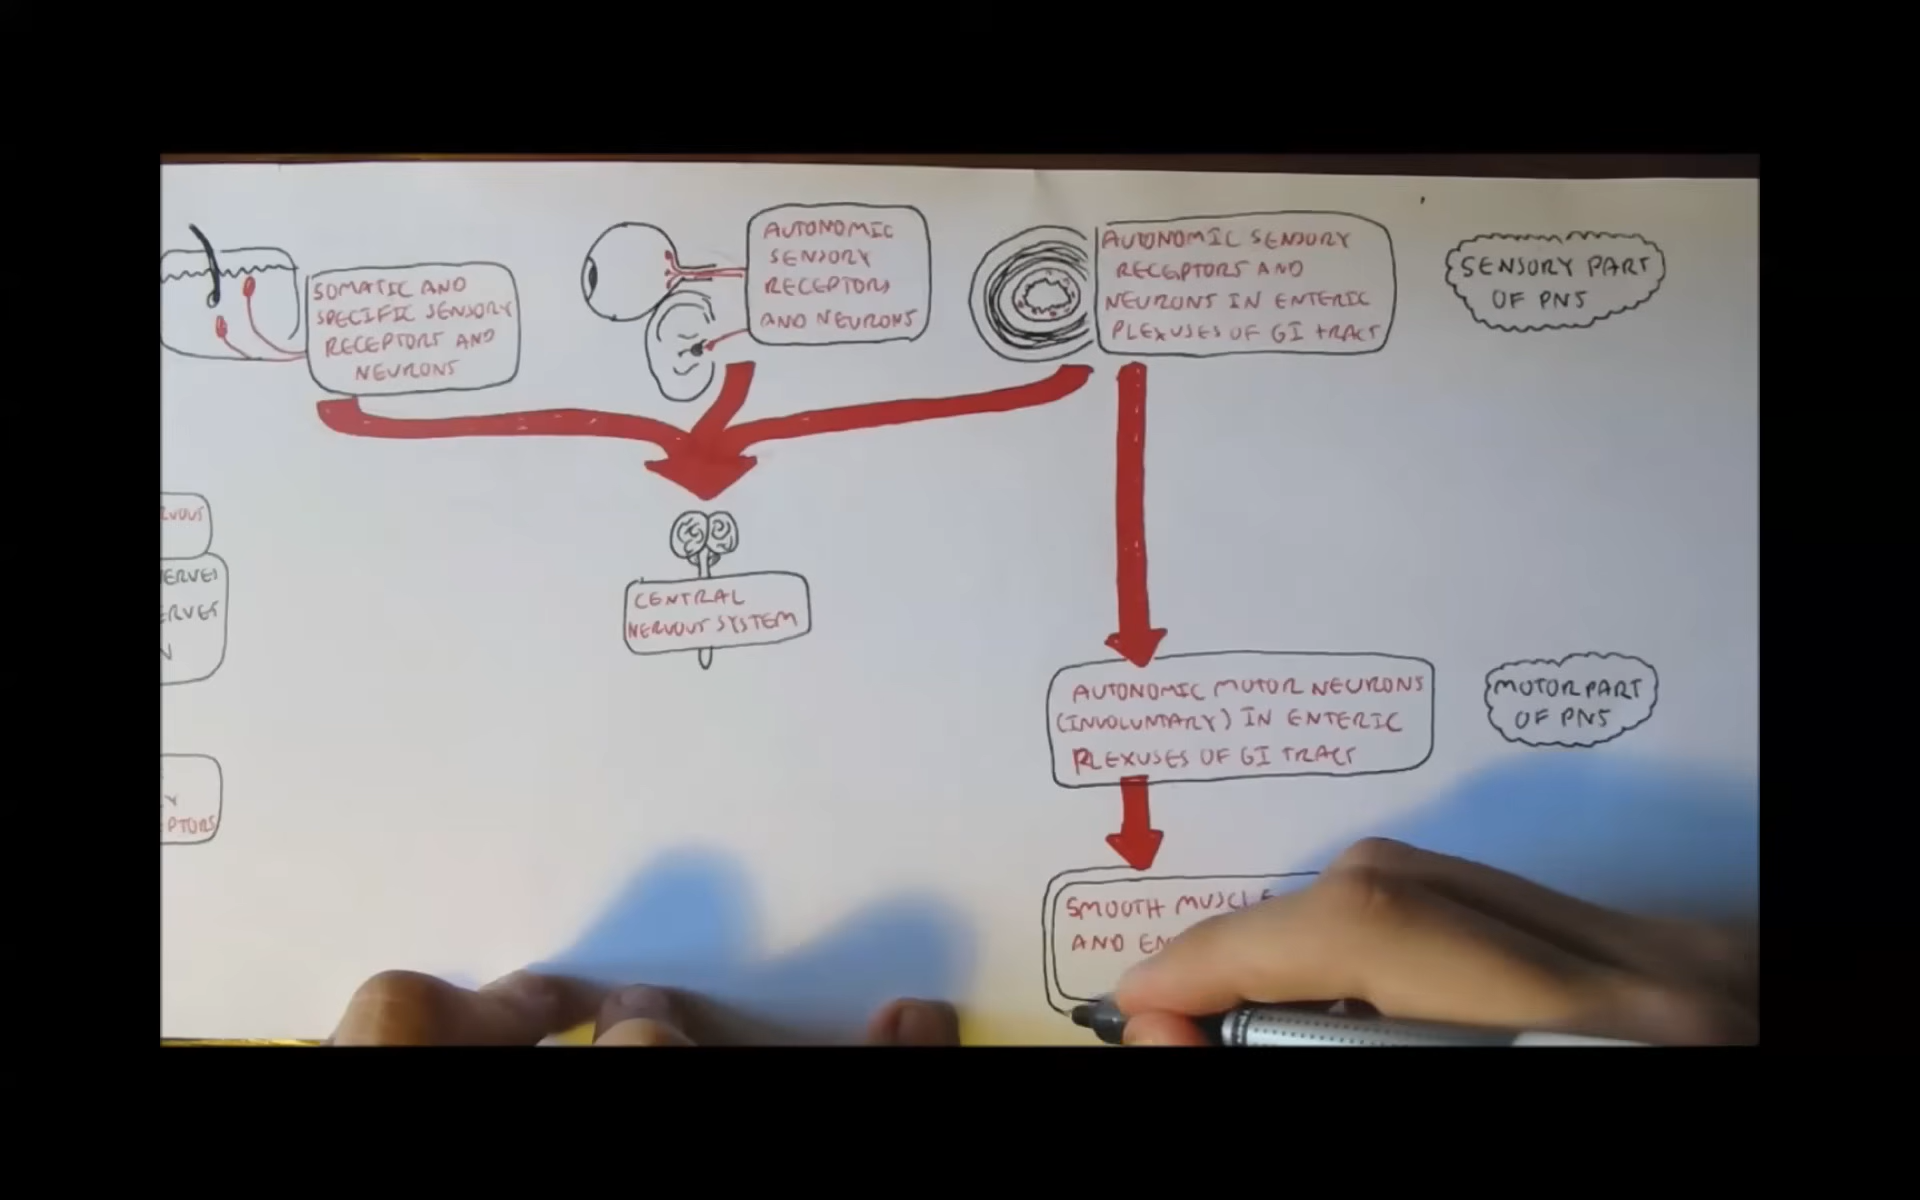 SOMATIC AND
SPECIFIC SENSORY
RECEPTORS AND
NEURONS
AUTONOMIC
SENSORY
RECEPTORS
AND NEURONS
AUTONOMIC SENSORY
RECEPTORS AND
NEURONS IN ENTERIC
PLEXUSES OF GI TRACT
SENSORY PART
OF PNS
CENTRAL
NERVOUS SYSTEM
AUTONOMIC MOTOR NEURONS
(INVOLUNTARY) IN ENTERIC
PLEXUSES OF GI TRACT
MOTOR PART
OF PNS
SMOOTH MUSCLE
AND